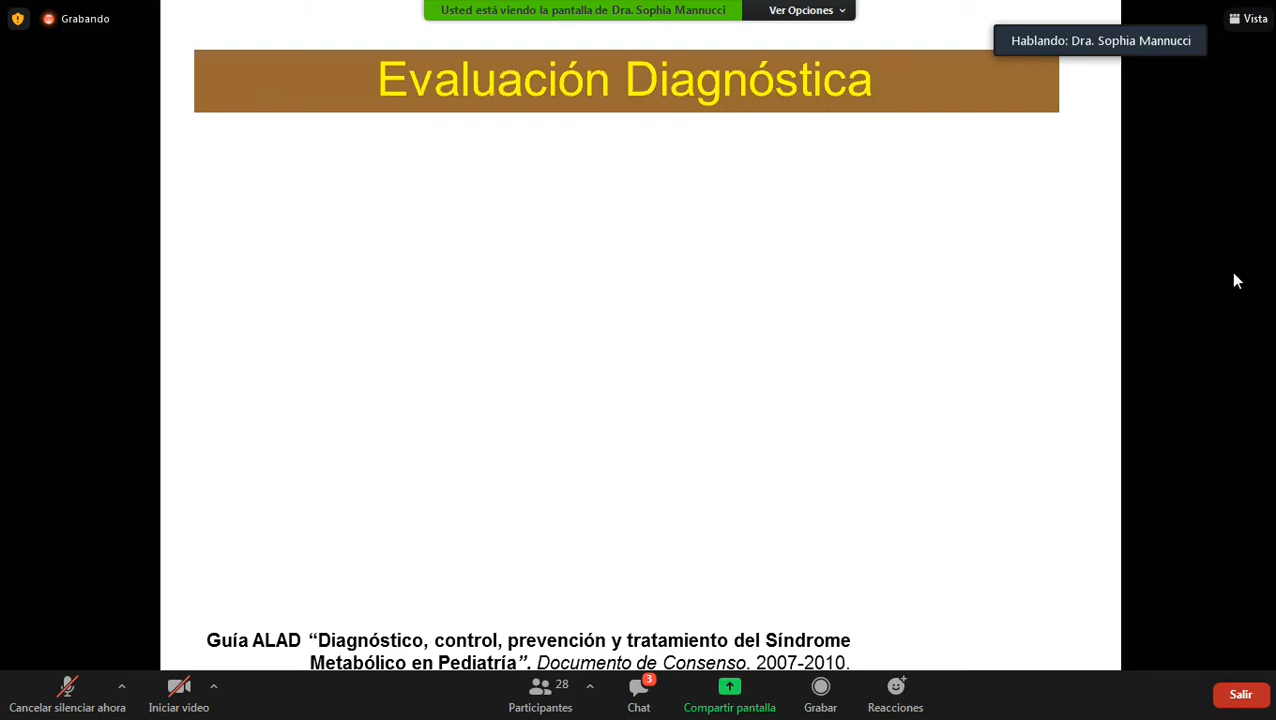 Grabando
Usted está viendo la pantalla de Dra. Sophia Mannucci
Ver Opciones
Vista
Hablando: Dra. Sophia Mannucci
Evaluación Diagnóstica
Guía ALAD “Diagnóstico, control, prevención y tratamiento del Síndrome
Metabólico en Pediatría”. Documento de Consenso. 2007-2010.
Cancelar silenciar ahora
Iniciar video
28
Participantes
3
Chat
Compartir pantalla
Grabar
Reacciones
Salir